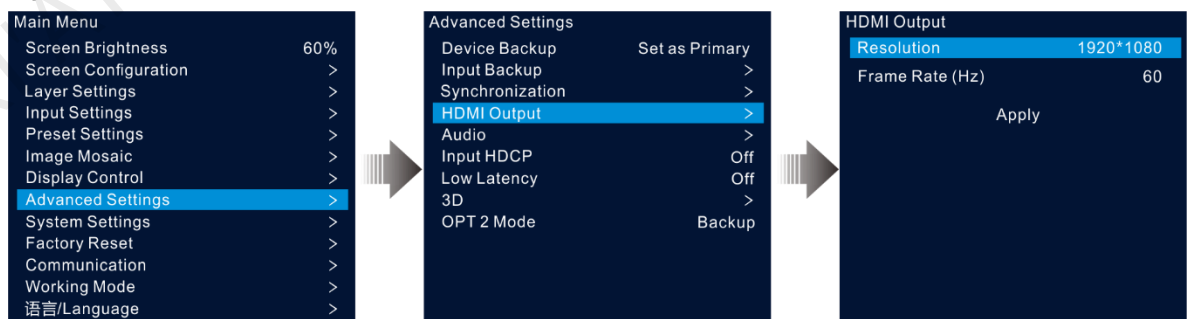 Main Menu
Screen Brightness 60%
Screen Configuration >
Layer Settings >
Input Settings >
Preset Settings >
Image Mosaic >
Display Control >
Advanced Settings >
System Settings >
Factory Reset >
Communication >
Working Mode >
语言/Language >
Advanced Settings
Device Backup Set as Primary
Input Backup >
Synchronization >
HDMI Output >
Audio >
Input HDCP Off
Low Latency Off
3D >
OPT 2 Mode Backup
HDMI Output
Resolution 1920*1080
Frame Rate (Hz) 60
Apply